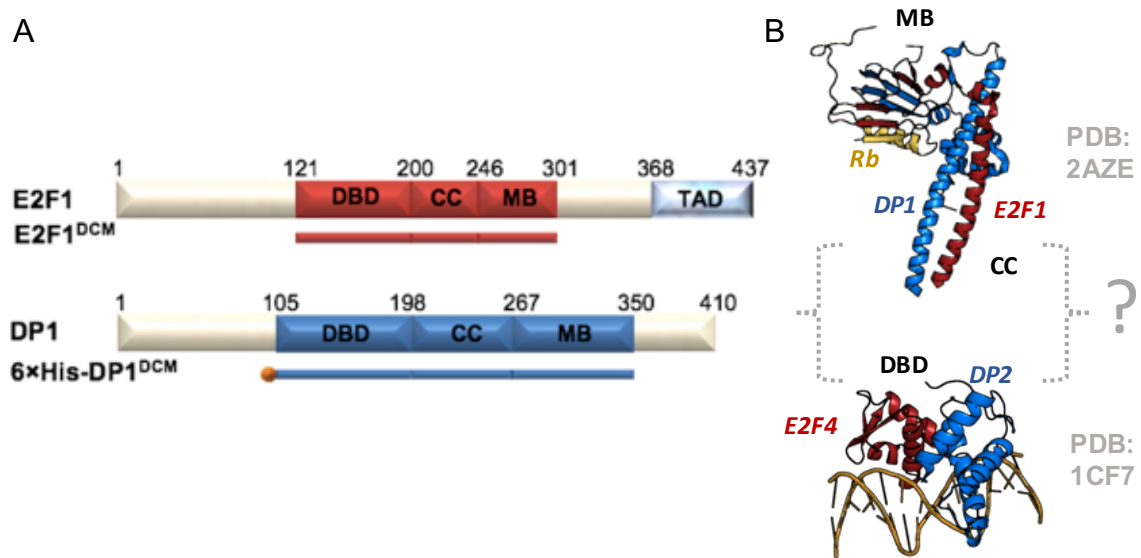 A
1 121 200 246 301 368 437
E2F1 DBD CC MB TAD
E2F1DCM
1 105 198 267 350 410
DP1 DBD CC MB
6×His-DP1DCM
B
MB
Rb
PDB:
2AZE
DP1
E2F1
CC
?
DBD
DP2
E2F4
PDB:
1CF7